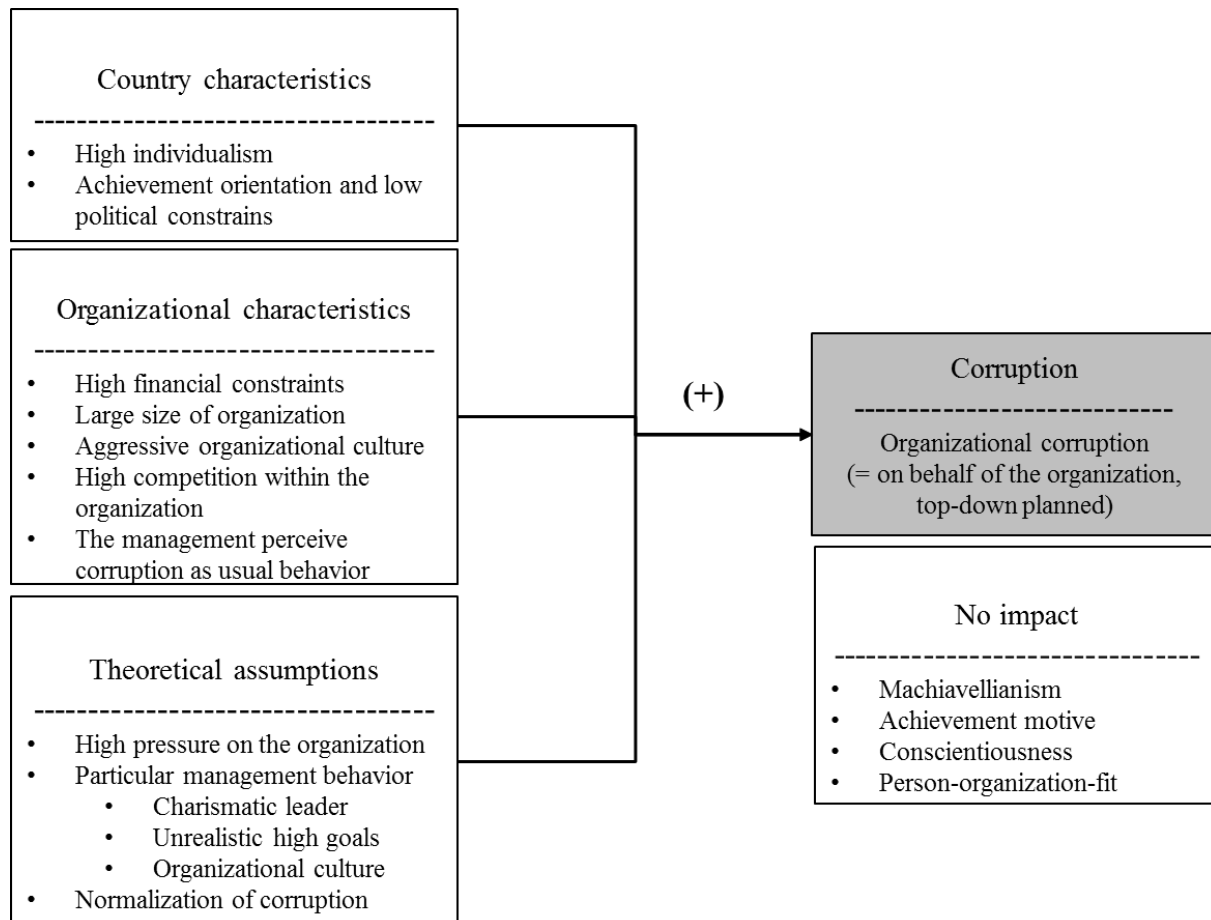 Country characteristics
------------------------------------
• High individualism
• Achievement orientation and low
political constrains
Organizational characteristics
------------------------------------
• High financial constraints
• Large size of organization
• Aggressive organizational culture
• High competition within the
organization
• The management perceive
corruption as usual behavior
Theoretical assumptions
------------------------------------
• High pressure on the organization
• Particular management behavior
• Charismatic leader
• Unrealistic high goals
• Organizational culture
• Normalization of corruption
(+)
Corruption
-----------------------------
Organizational corruption
(= on behalf of the organization,
top-down planned)
No impact
---------------------------------
• Machiavellianism
• Achievement motive
• Conscientiousness
• Person-organization-fit